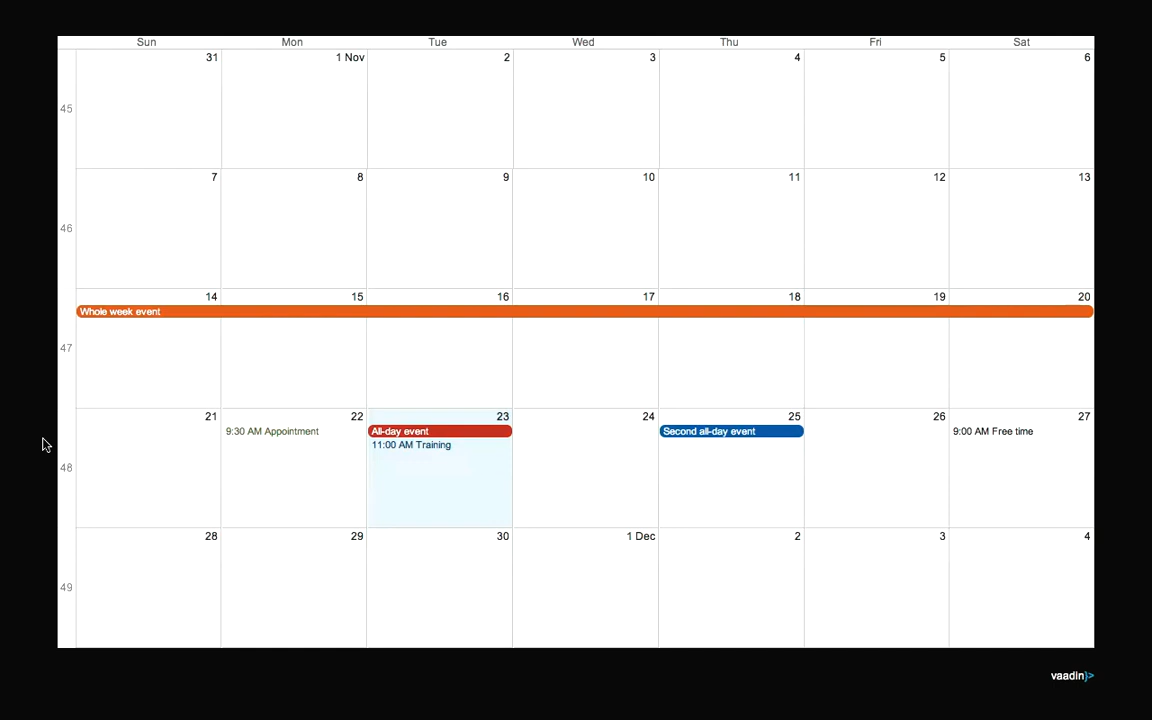 Sun Mon Tue Wed Thu Fri Sat
31 1 Nov 2 3 4 5 6
45
7 8 9 10 11 12 13
46
14 15 16 17 18 19 20
Whole week event
47
21 22 23 24 25 26 27
9:30 AM Appointment All-day event Second all-day event 9:00 AM Free time
11:00 AM Training
48
28 29 30 1 Dec 2 3 4
49
vaadin}>